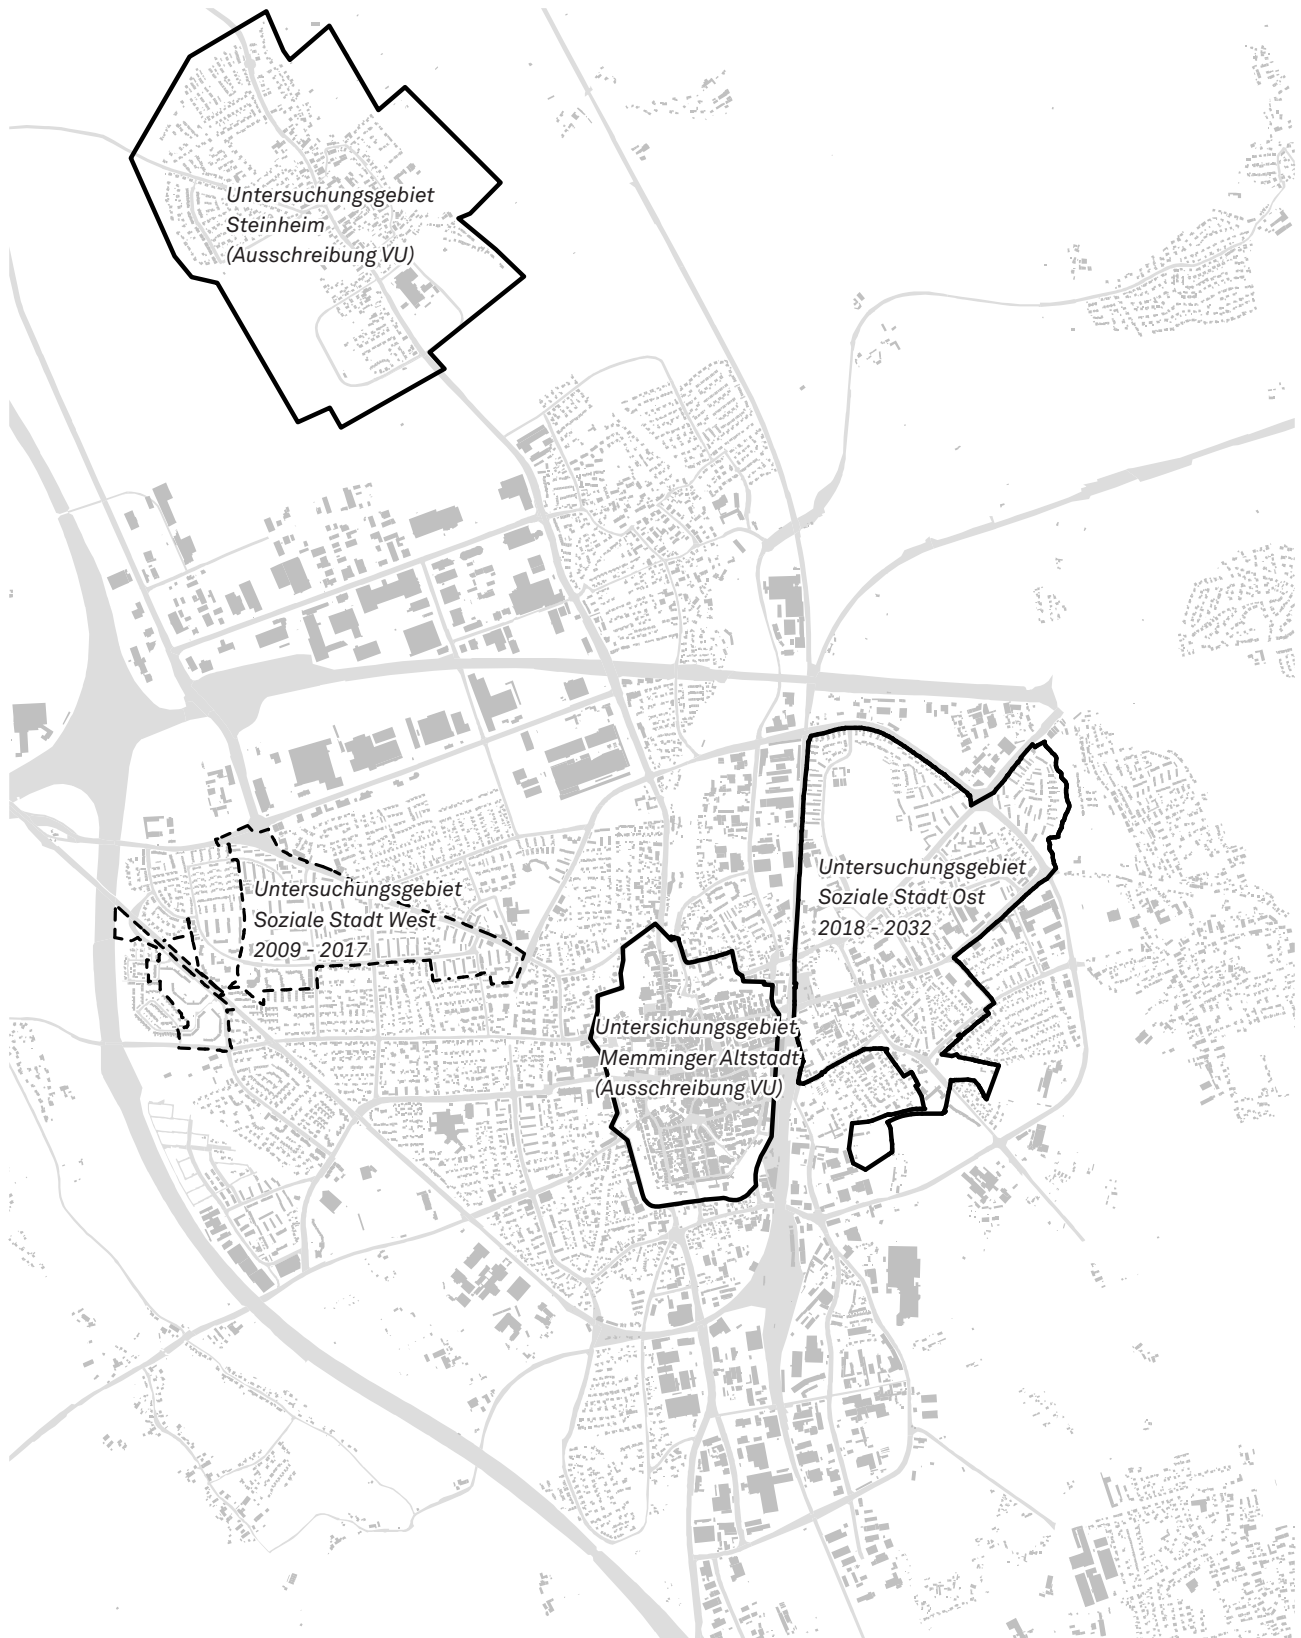 Untersuchungsgebiet
Steinheim
(Ausschreibung VU)
Untersuchungsgebiet
Soziale Stadt Ost
2018 - 2032
Untersuchungsgebiet
Soziale Stadt West
2009 - 2017
Untersichungsgebiet
Memminger Altstadt
(Ausschreibung VU)